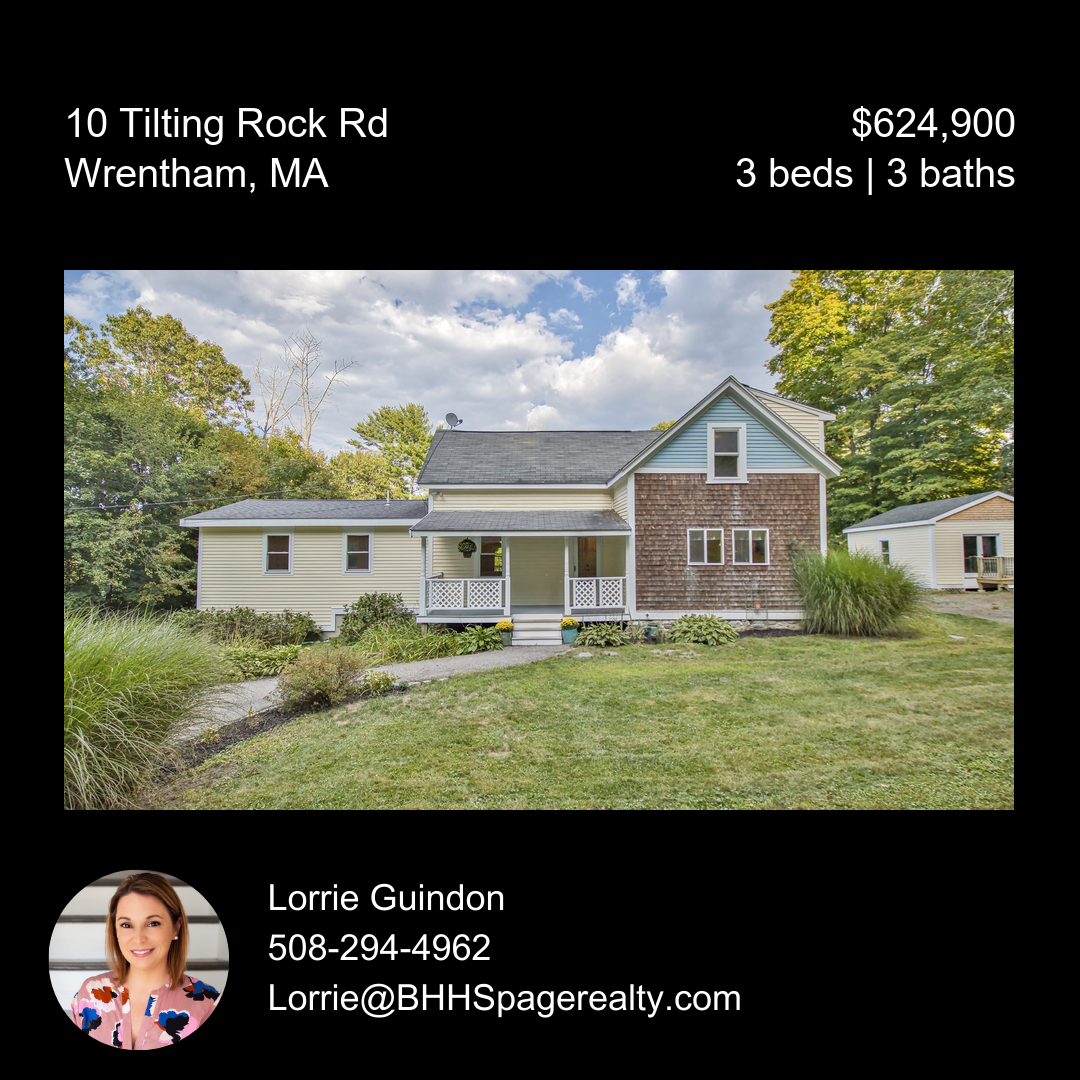 10 Tilting Rock Rd
Wrentham, MA
$624,900
3 beds | 3 baths
Lorrie Guindon
508-294-4962
Lorrie@BHHSpagerealty.com